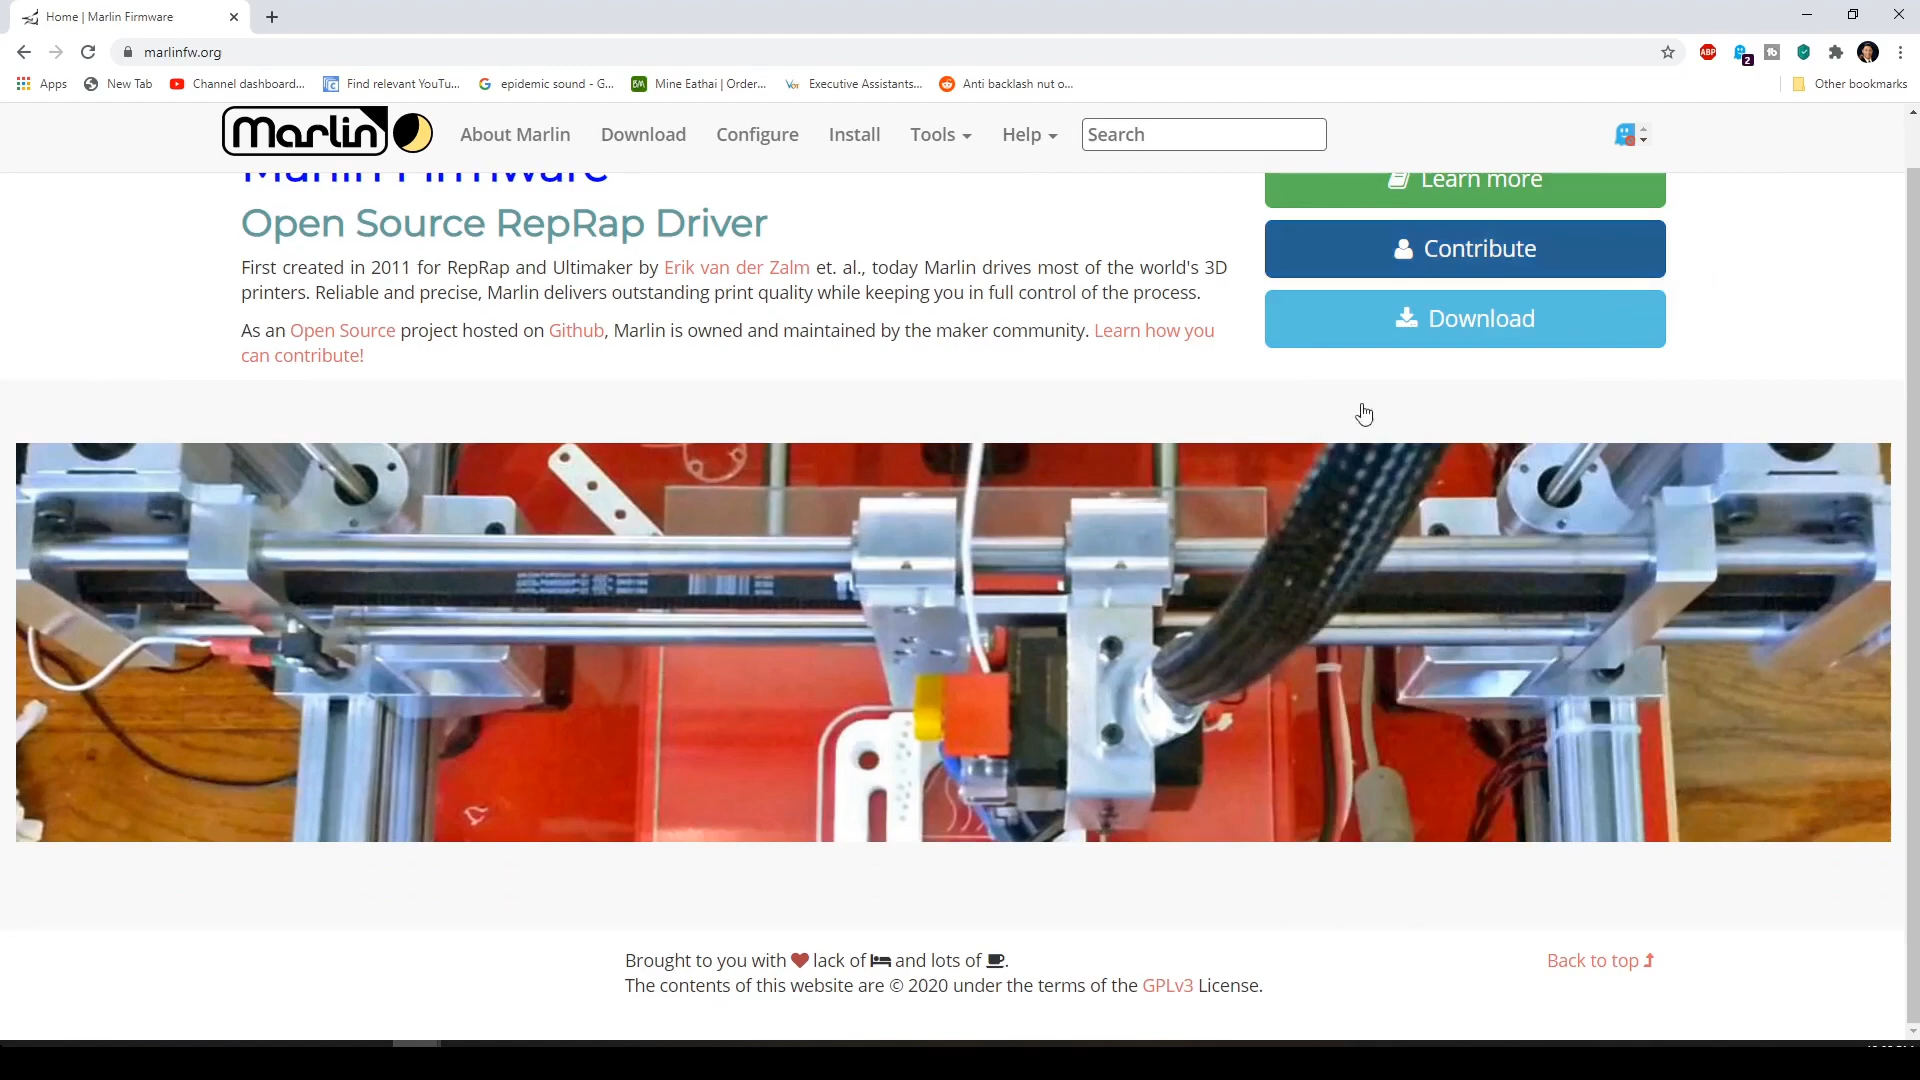 Home | Marlin Firmware
marlinfw.org
2
ABP
Apps
New Tab
Channel dashboard...
Find relevant YouTu...
epidemic sound - G...
Mine Eathai | Order...
Executive Assistants...
Anti backlash nut o...
Other bookmarks
Marlin
About Marlin
Download
Configure
Install
Tools
Help
Search
Marlin Firmware
Learn more
Open Source RepRap Driver
Contribute
First created in 2011 for RepRap and Ultimaker by Erik van der Zalm et. al., today Marlin drives most of the world's 3D
printers. Reliable and precise, Marlin delivers outstanding print quality while keeping you in full control of the process.
Download
As an Open Source project hosted on Github, Marlin is owned and maintained by the maker community. Learn how you
can contribute!
Brought to you with lack of and lots of .
Back to top
The contents of this website are © 2020 under the terms of the GPLv3 License.